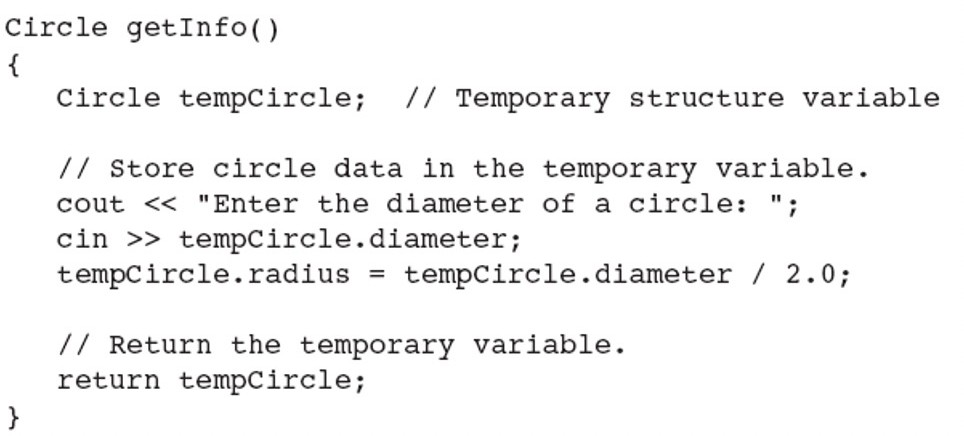 Circle getInfo()
{
   Circle tempCircle;  // Temporary structure variable

   // Store circle data in the temporary variable.
   cout << "Enter the diameter of a circle: ";
   cin >> tempCircle.diameter;
   tempCircle.radius = tempCircle.diameter / 2.0;

   // Return the temporary variable.
   return tempCircle;
}